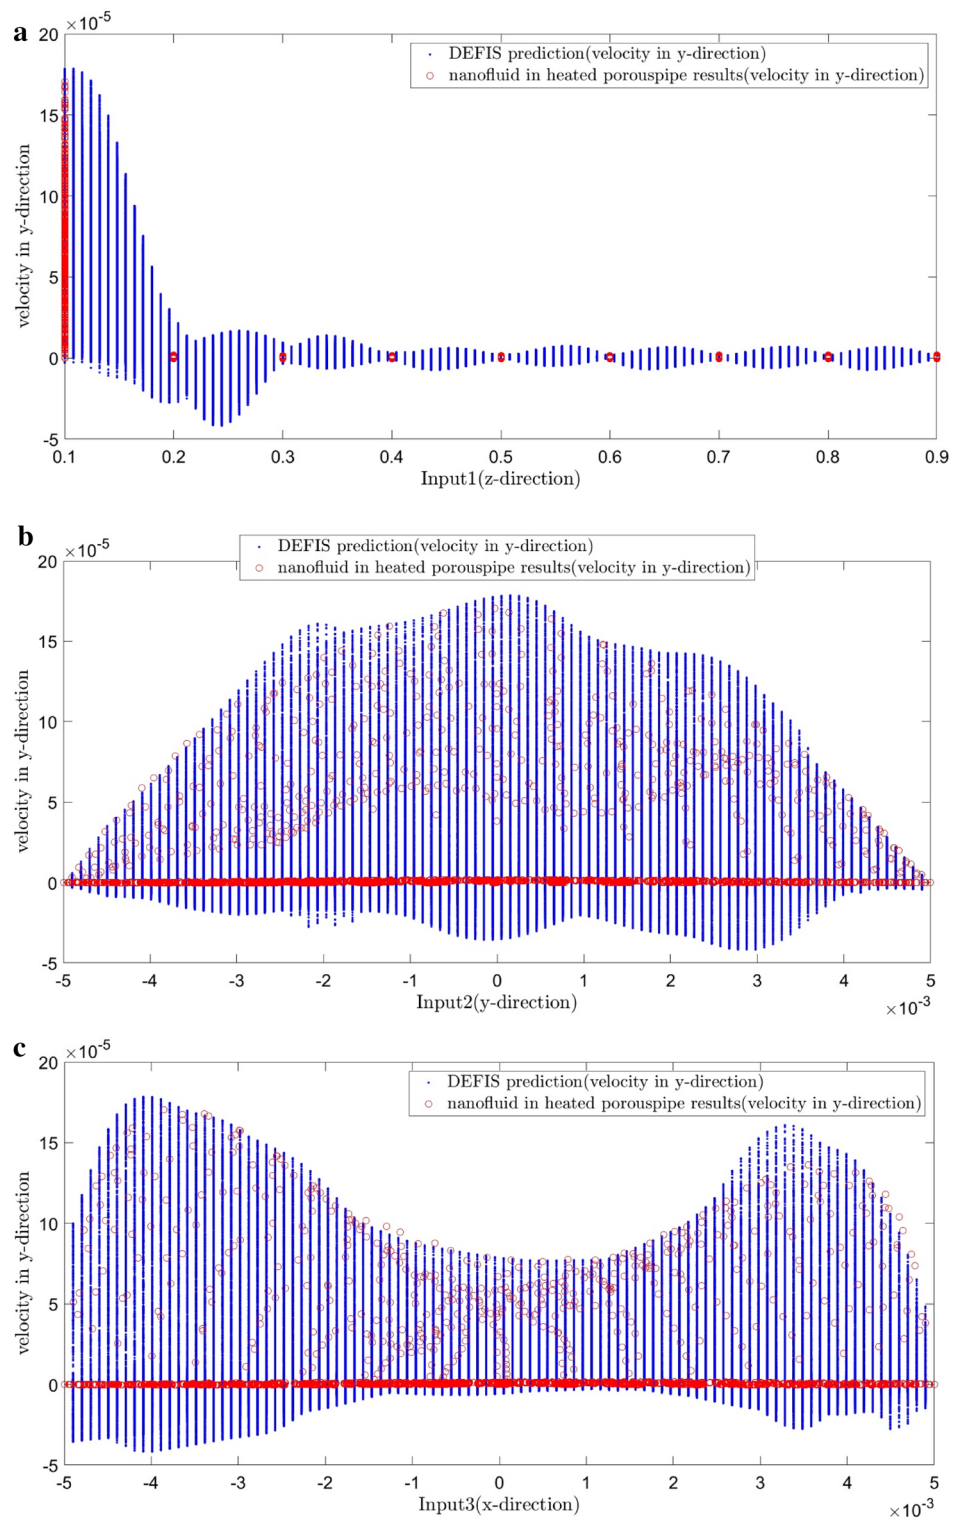 a
×10-5
20
15
10
5
0
-5
velocity in y-direction
DEFIS prediction(velocity in y-direction)
nanofluid in heated porouspipe results(velocity in y-direction)
0.1 0.2 0.3 0.4 0.5 0.6 0.7 0.8 0.9
Input1(z-direction)
b
×10-5
DEFIS prediction(velocity in y-direction)
nanofluid in heated porouspipe results(velocity in y-direction)
20
15
10
5
0
-5
velocity in y-direction
-5 -4 -3 -2 -1 0 1 2 3 4 5
Input2(y-direction)
×10-3
c
×10-5
20
15
10
5
0
-5
velocity in y-direction
DEFIS prediction(velocity in y-direction)
nanofluid in heated porouspipe results(velocity in y-direction)
-5 -4 -3 -2 -1 0 1 2 3 4 5
Input3(x-direction)
×10-3